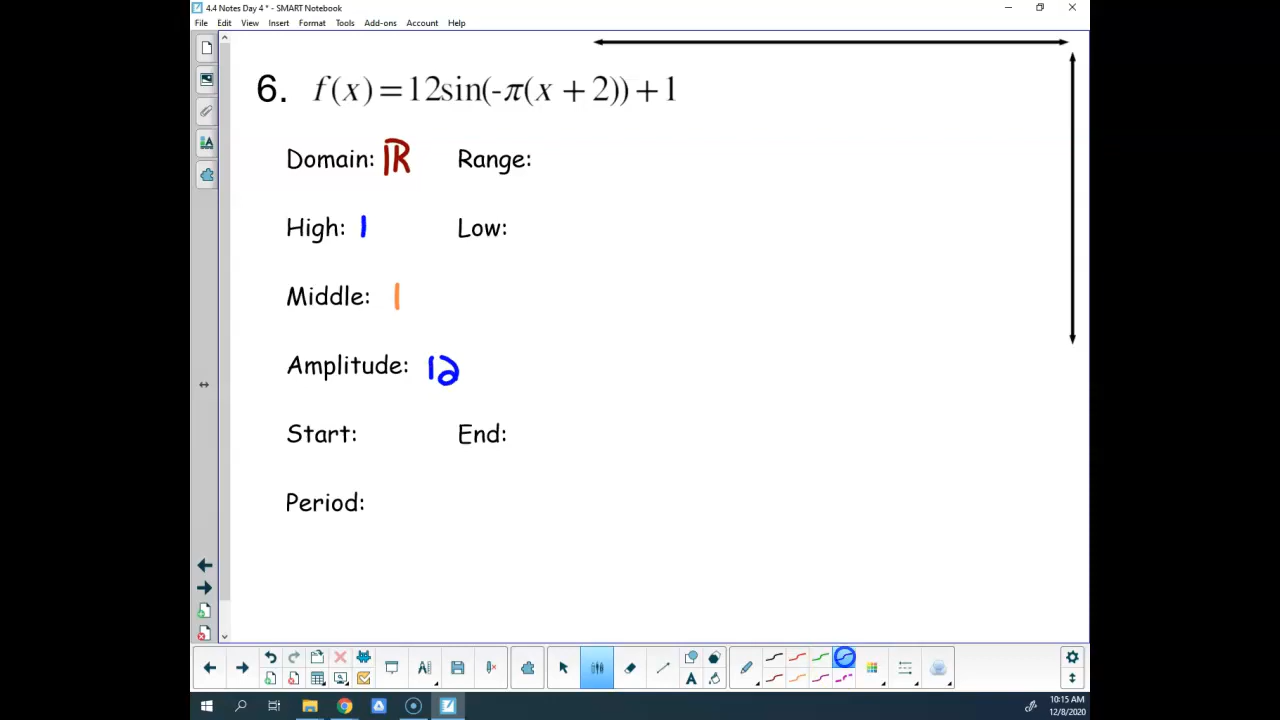 4.4 Notes Day 4 * - SMART Notebook
File Edit View Insert Format Tools Add-ons Account Help
6. f(x)=12sin(-π(x+2))+1
Domain: ℝ Range:
High: 1 Low:
Middle: 1
Amplitude: 12
Start: End:
Period:
10:15 AM
12/8/2020